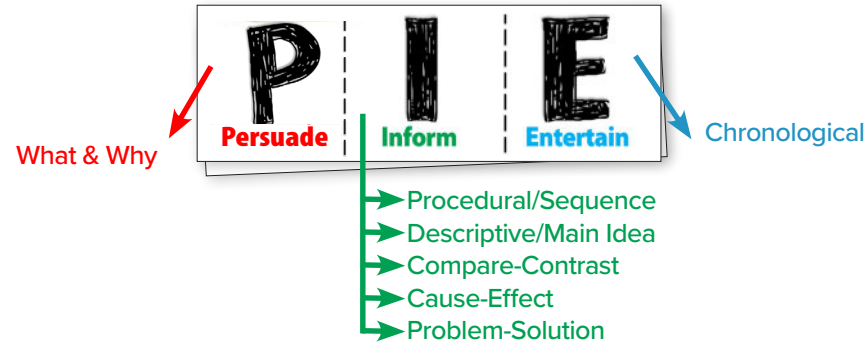 P I E
Persuade Inform Entertain
What & Why
Chronological
Procedural/Sequence
Descriptive/Main Idea
Compare-Contrast
Cause-Effect
Problem-Solution